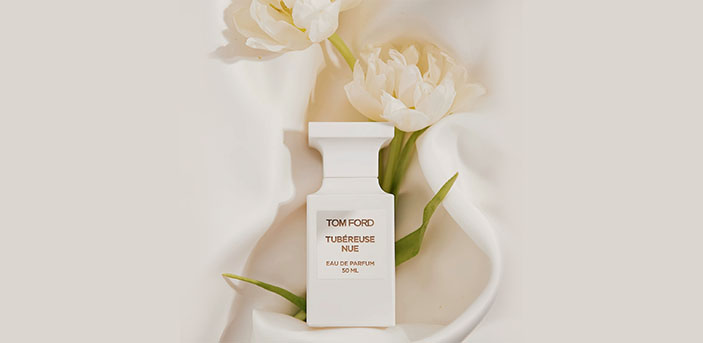 TOM FORD
TUBÉREUSE
NUE
EAU DE PARFUM
50 ML